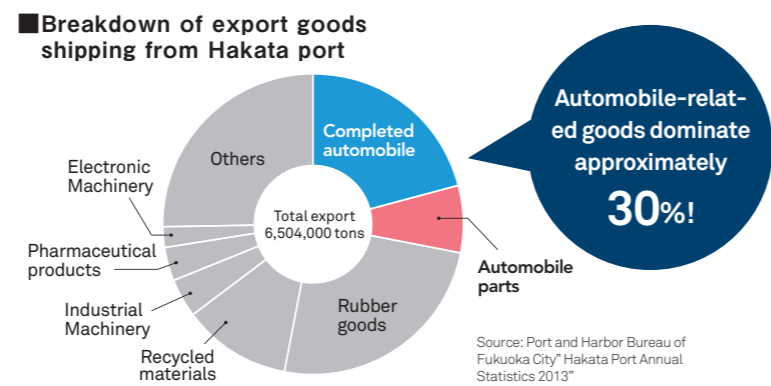 ■Breakdown of export goods
shipping from Hakata port
Completed
automobile
Automobile
parts
Rubber
goods
Recycled
materials
Industrial
Machinery
Pharmaceutical
products
Electronic
Machinery
Others
Total export
6,504,000 tons
Automobile-relat-
ed goods dominate
approximately
30%!
Source: Port and Harbor Bureau of
Fukuoka City” Hakata Port Annual
Statistics 2013”